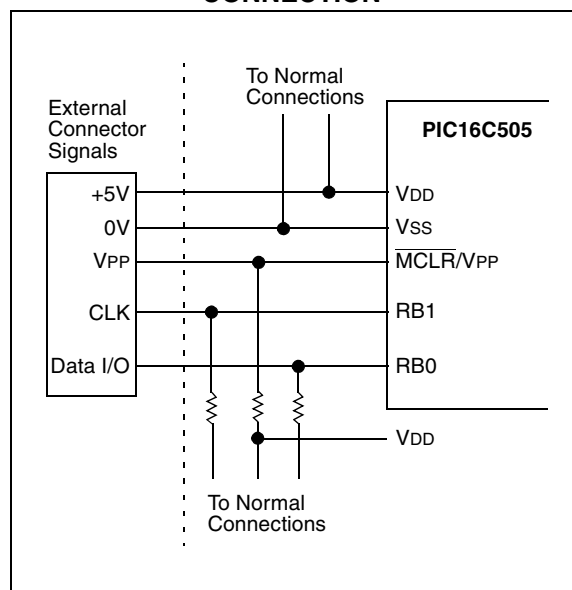 CONNECTION
To Normal
Connections
External
Connector
Signals
PIC16C505
+5V
VDD
0V
VSS
VPP
MCLR/VPP
CLK
RB1
Data I/O
RB0
VDD
To Normal
Connections